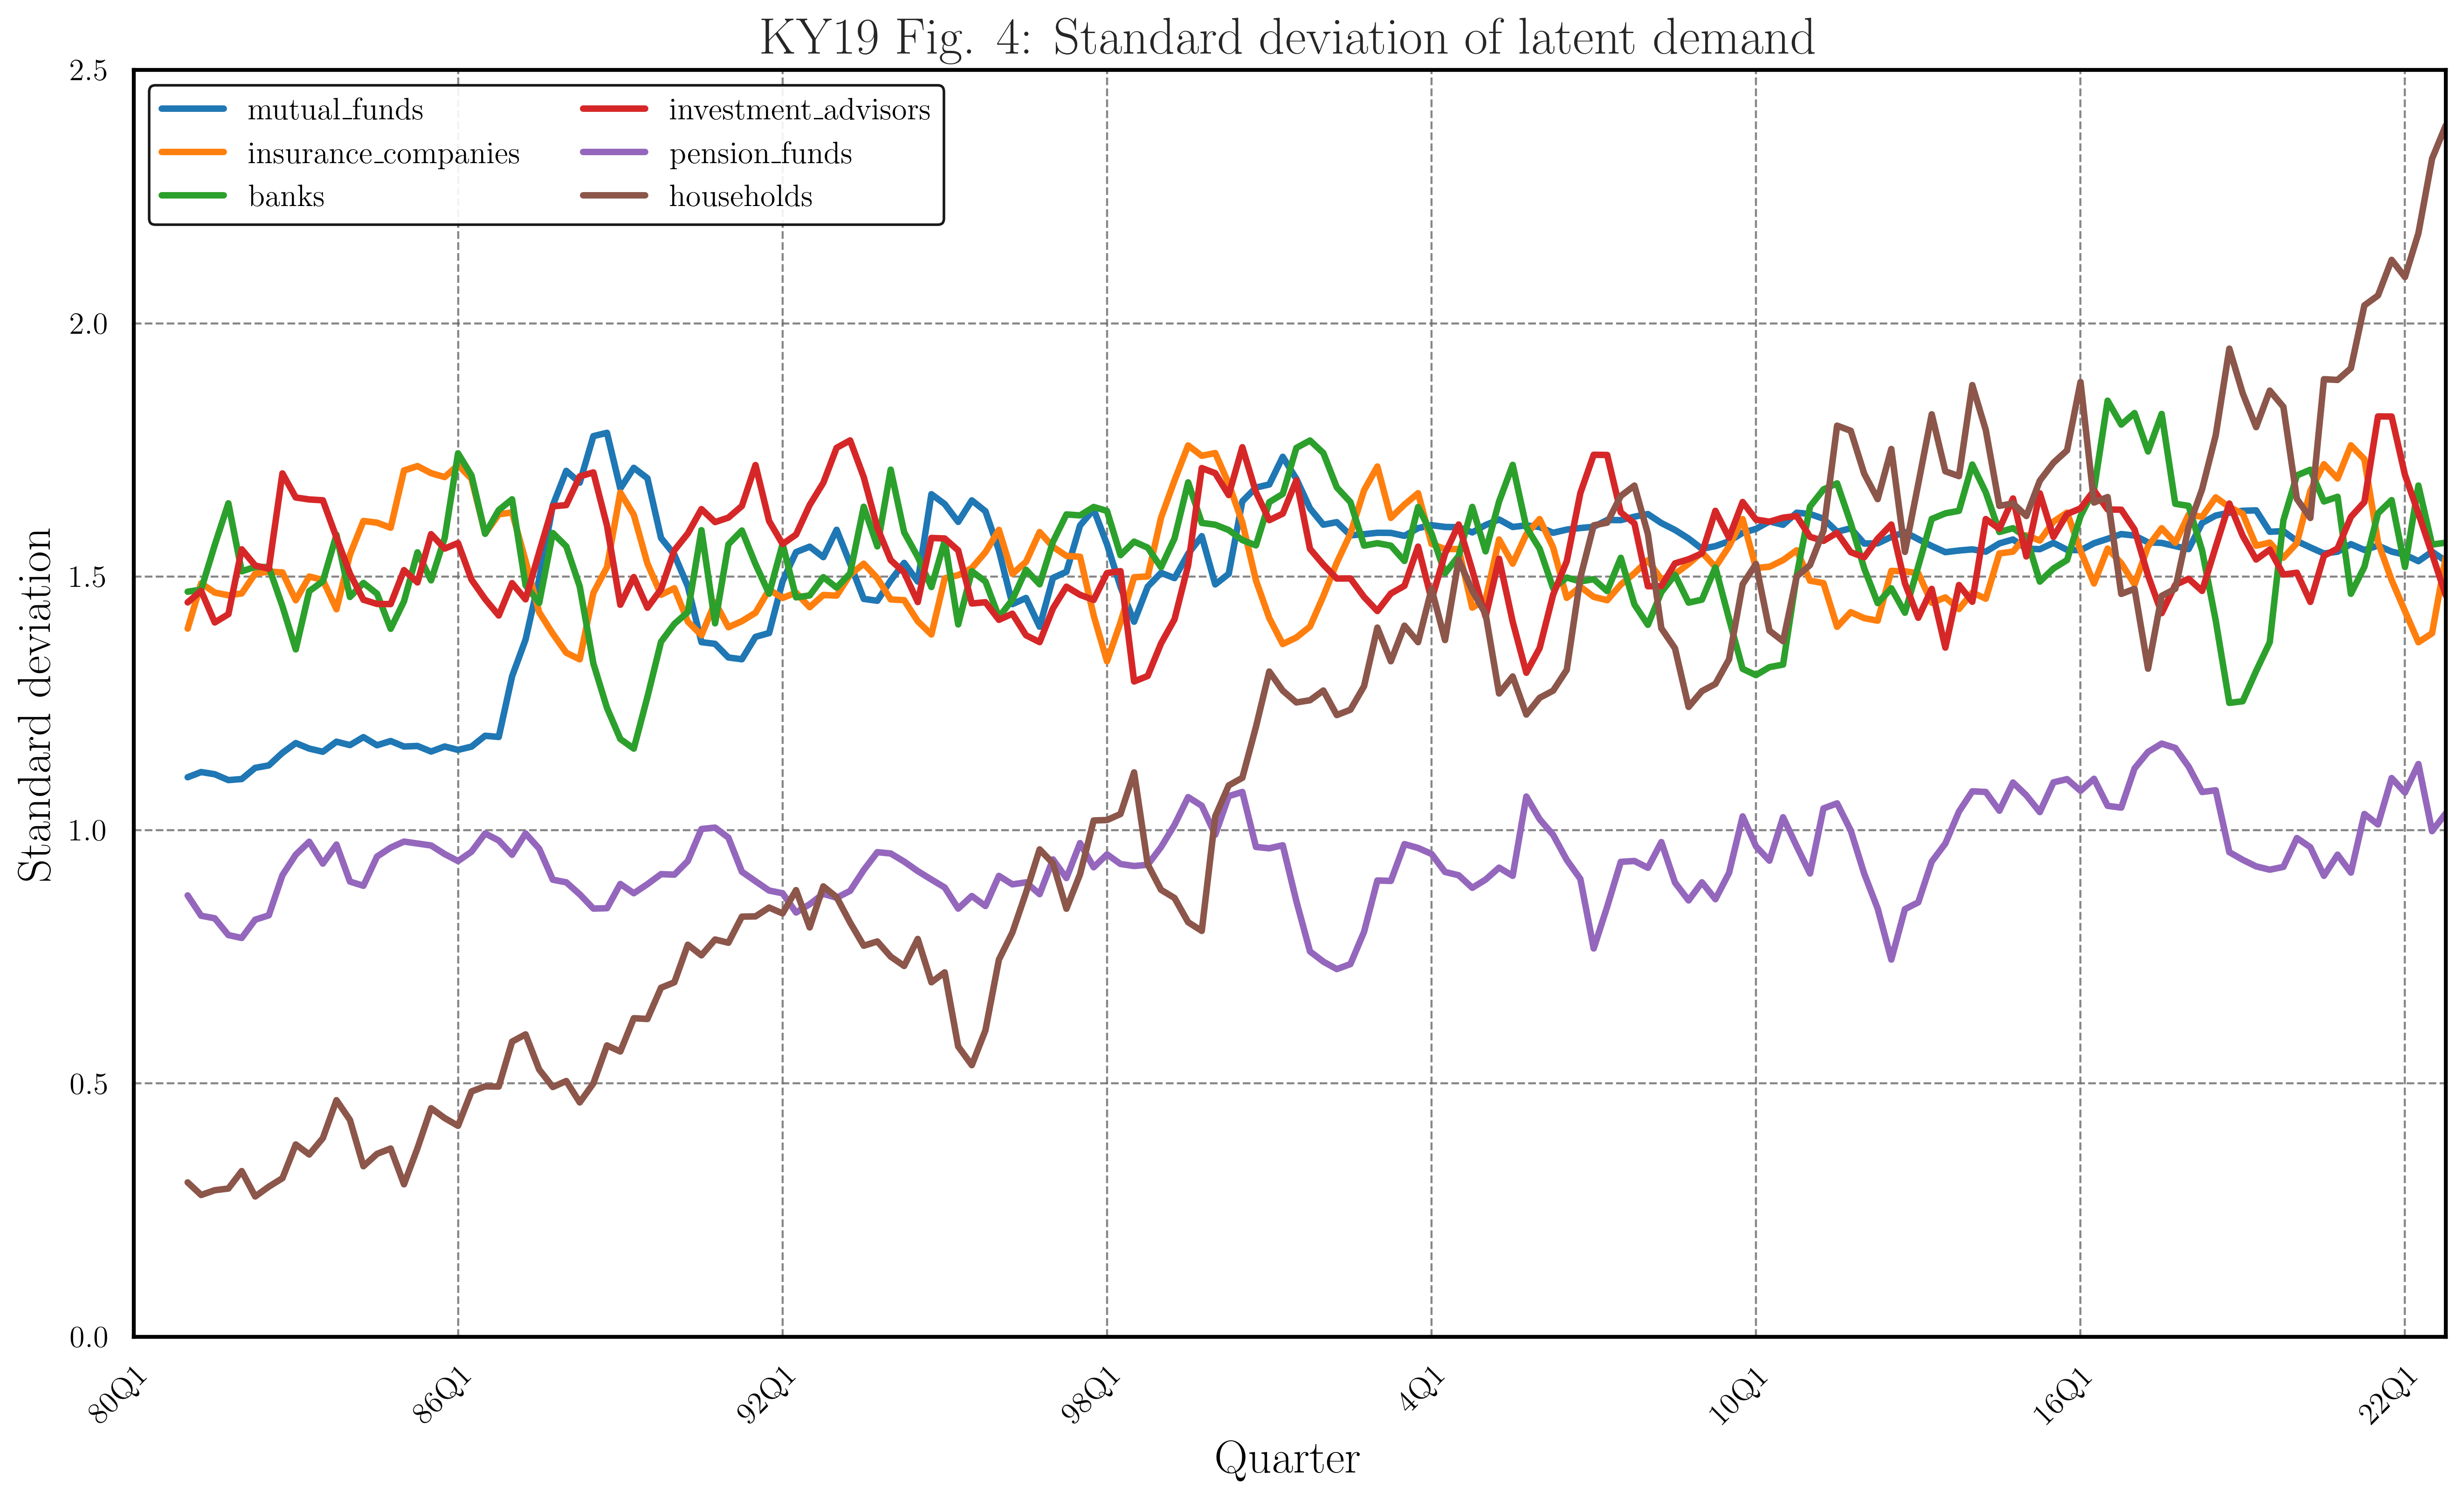 KY19 Fig. 4: Standard deviation of latent demand
2.5
2.0
1.5
1.0
0.5
0.0
Standard deviation
mutual_funds
insurance_companies
banks
investment_advisors
pension_funds
households
80Q1
86Q1
92Q1
98Q1
4Q1
10Q1
16Q1
22Q1
Quarter